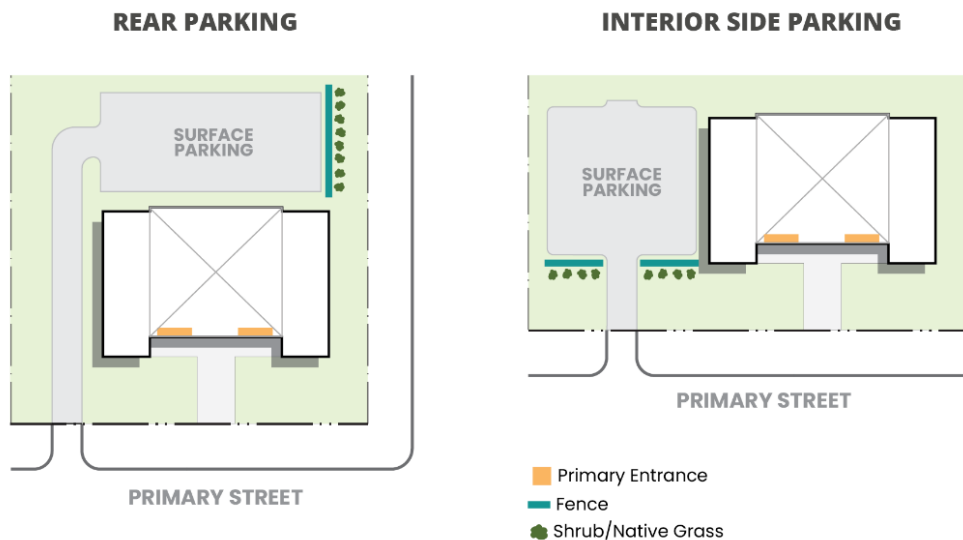 REAR PARKING
INTERIOR SIDE PARKING
SURFACE
PARKING
SURFACE
PARKING
PRIMARY STREET
PRIMARY STREET
Primary Entrance
Fence
Shrub/Native Grass